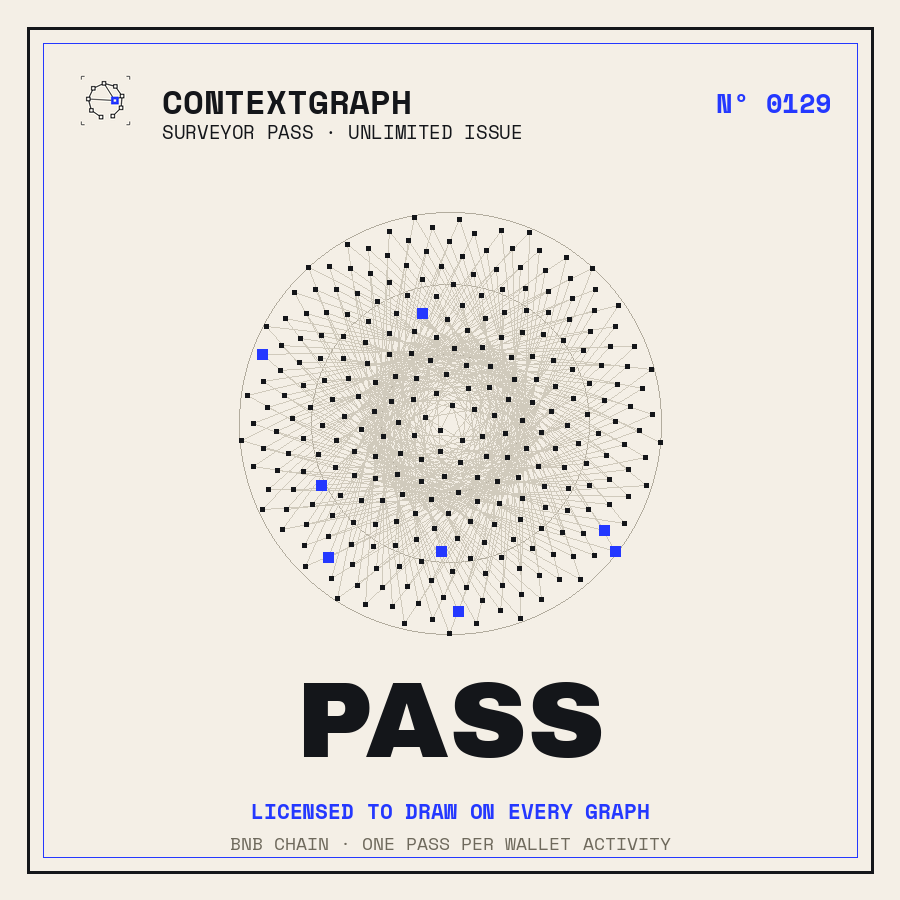 CONTEXTGRAPH
N° 0129
SURVEYOR PASS · UNLIMITED ISSUE
PASS
LICENSED TO DRAW ON EVERY GRAPH
BNB CHAIN · ONE PASS PER WALLET ACTIVITY